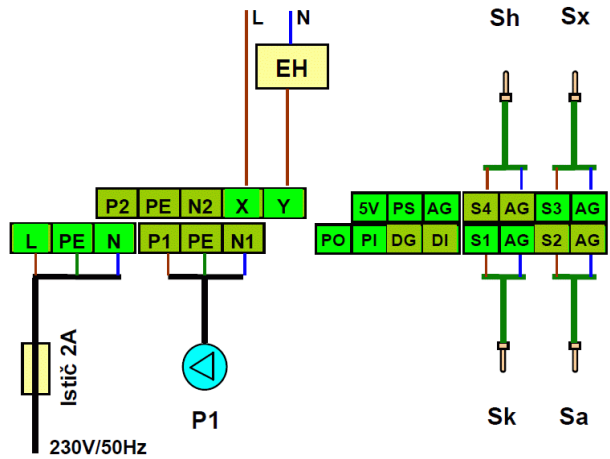 L N Sh Sx
EH
P2 PE N2 X Y 5V PS AG S4 AG S3 AG
L PE N P1 PE N1 PO PI DG DI S1 AG S2 AG
Istič 2A
P1 Sk Sa
230V/50Hz